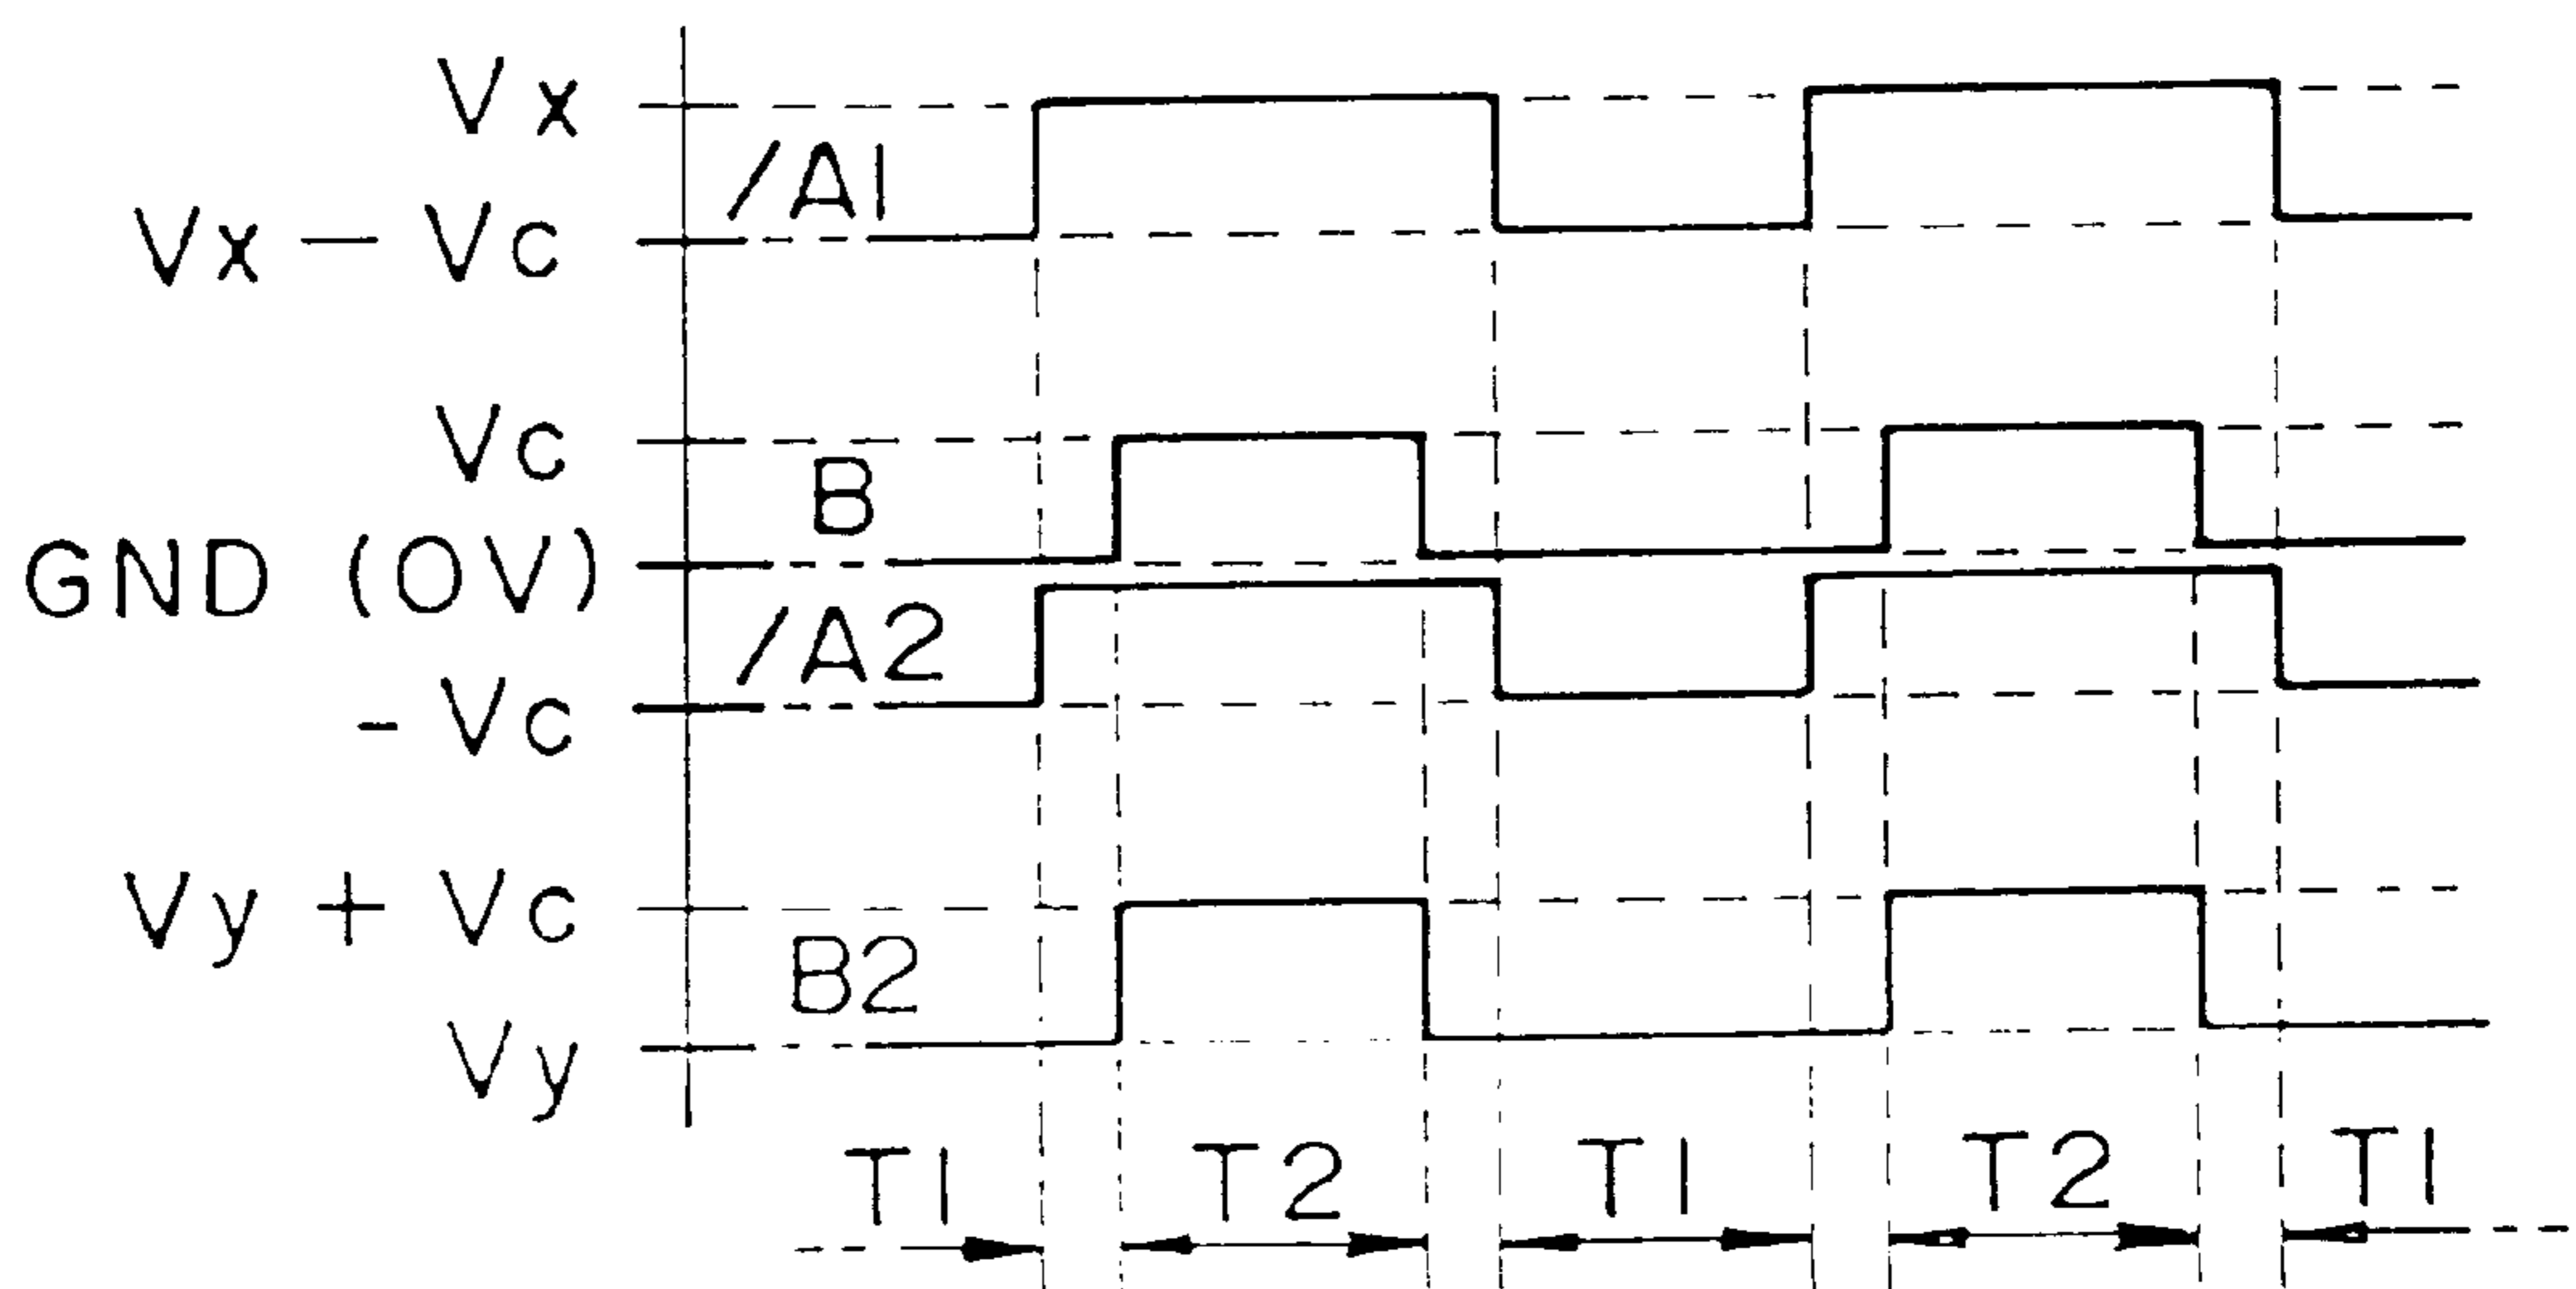 Vx
/A1
Vx - Vc
Vc
B
GND (0V)
/A2
- Vc
Vy + Vc
B2
Vy
T1 T2 T1 T2 T1